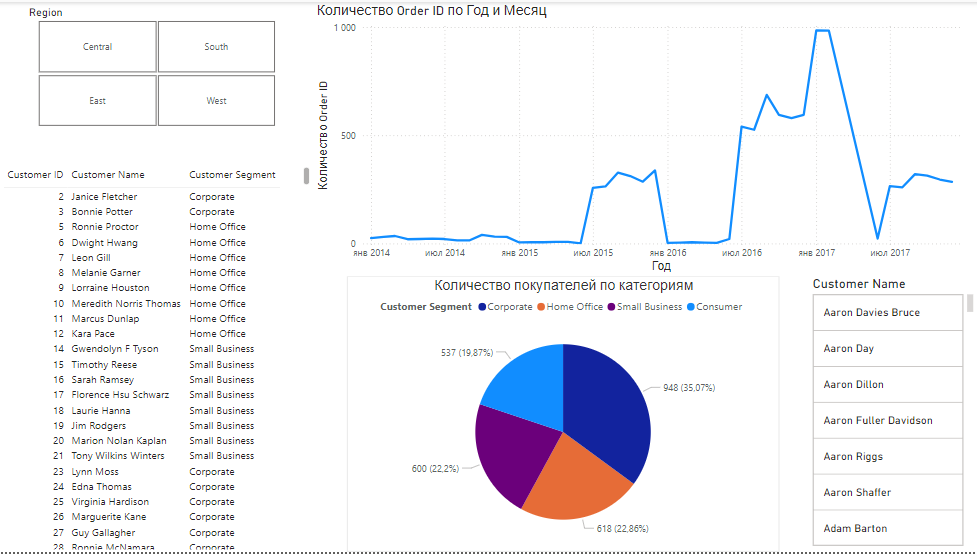 Region
Central
South
East
West
Customer ID Customer Name Customer Segment
2 Janice Fletcher Corporate
3 Bonnie Potter Corporate
5 Ronnie Proctor Home Office
6 Dwight Hwang Home Office
7 Leon Gill Home Office
8 Melanie Garner Home Office
9 Lorraine Houston Home Office
10 Meredith Norris Thomas Home Office
11 Marcus Dunlap Home Office
12 Kara Pace Home Office
14 Gwendolyn F Tyson Small Business
15 Timothy Reese Small Business
16 Sarah Ramsey Small Business
17 Florence Hsu Schwarz Small Business
18 Laurie Hanna Small Business
19 Jim Rodgers Small Business
20 Marion Nolan Kaplan Small Business
21 Tony Wilkins Winters Small Business
23 Lynn Moss Corporate
24 Edna Thomas Corporate
25 Virginia Hardison Corporate
26 Marguerite Kane Corporate
27 Guy Gallagher Corporate
28 Ronnie McNamara Corporate
Количество Order ID по Год и Месяц
Количество Order ID
1 000
500
0
янв 2014
июл 2014
янв 2015
июл 2015
янв 2016
июл 2016
янв 2017
июл 2017
Год
Количество покупателей по категориям
Customer Segment Corporate Home Office Small Business Consumer
537 (19,87%)
948 (35,07%)
600 (22,2%)
618 (22,86%)
Customer Name
Aaron Davies Bruce
Aaron Day
Aaron Dillon
Aaron Fuller Davidson
Aaron Riggs
Aaron Shaffer
Adam Barton